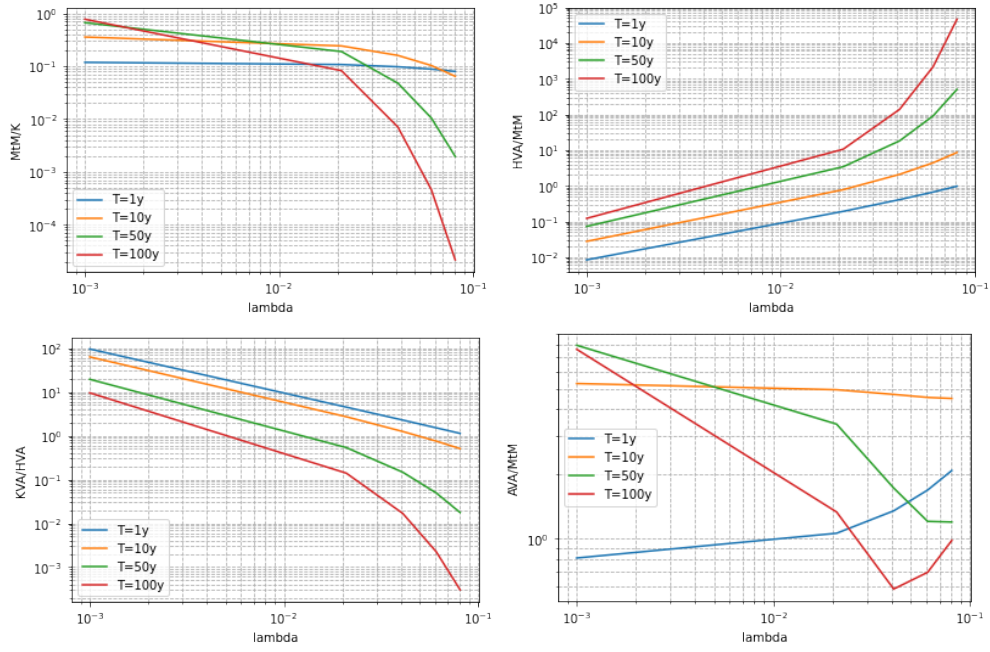 10⁰
10⁻¹
10⁻²
10⁻³
10⁻⁴
MtM/K
T=1y
T=10y
T=50y
T=100y
10⁻³
10⁻²
10⁻¹
lambda
10⁵
10⁴
10³
10²
10¹
10⁰
10⁻¹
10⁻²
HVA/MtM
T=1y
T=10y
T=50y
T=100y
10⁻³
10⁻²
10⁻¹
lambda
10²
10¹
10⁰
10⁻¹
10⁻²
10⁻³
KVA/HVA
T=1y
T=10y
T=50y
T=100y
10⁻³
10⁻²
10⁻¹
lambda
10⁰
AVA/MtM
T=1y
T=10y
T=50y
T=100y
10⁻³
10⁻²
10⁻¹
lambda